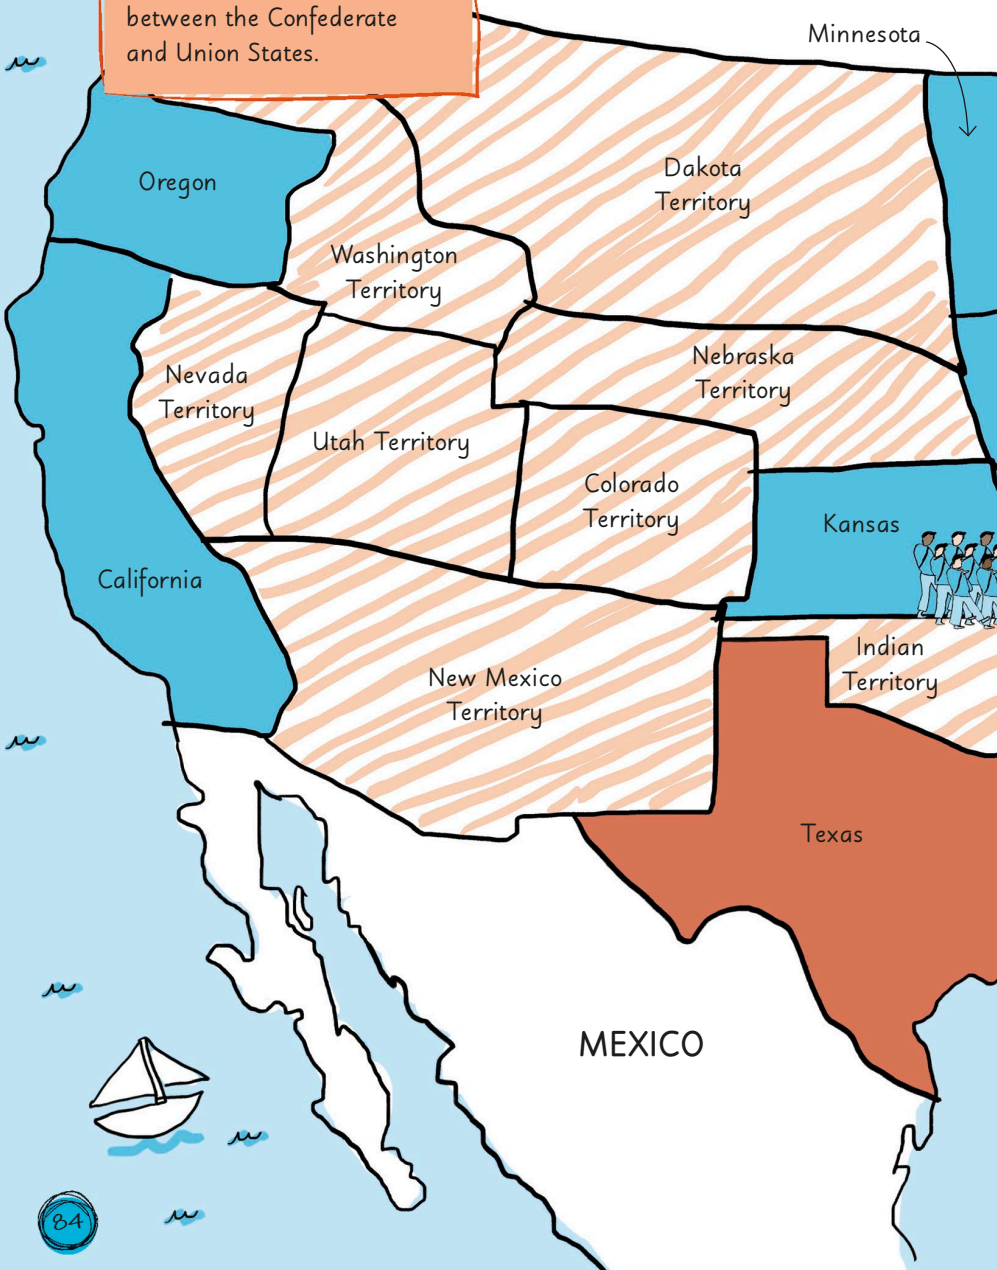 between the Confederate
and Union States.
Minnesota
Oregon
Dakota
Territory
Washington
Territory
Nebraska
Territory
Nevada
Territory
Utah Territory
Colorado
Territory
Kansas
California
Indian
Territory
New Mexico
Territory
Texas
MEXICO
84